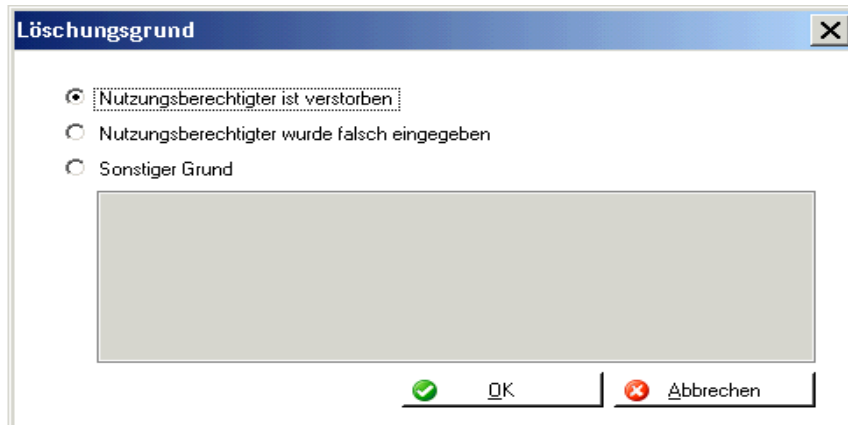 Löschungsgrund
Nutzungsberechtigter ist verstorben
Nutzungsberechtigter wurde falsch eingegeben
Sonstiger Grund
OK Abbrechen